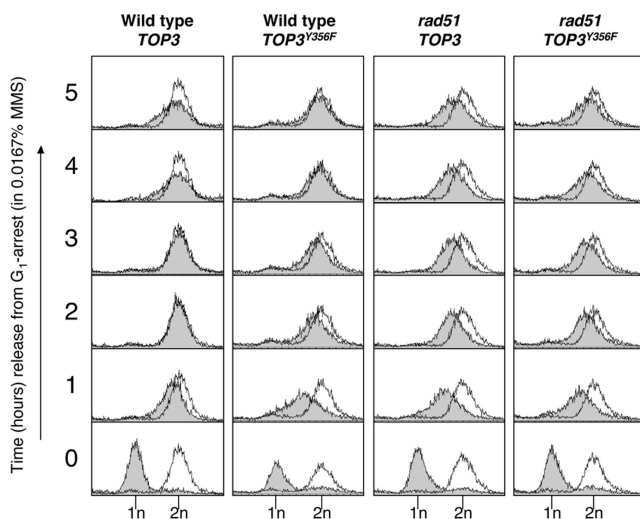 Wild type
TOP3
Wild type
TOP3Y356F
rad51
TOP3
rad51
TOP3Y356F
Time (hours) release from G1-arrest (in 0.0167% MMS)
5
4
3
2
1
0
1n 2n 1n 2n 1n 2n 1n 2n